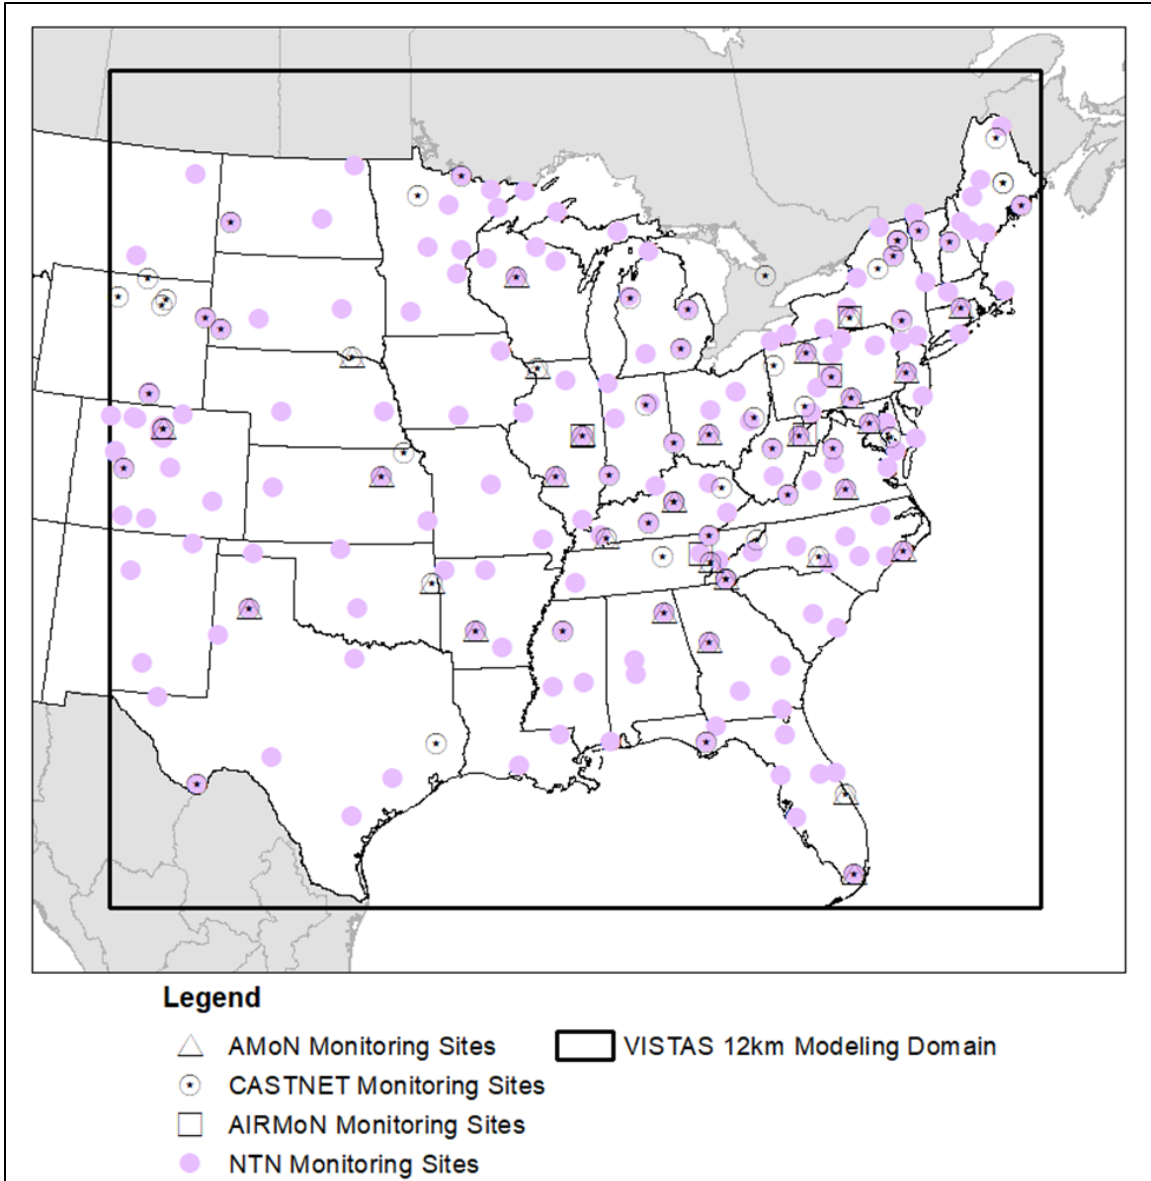 Legend
AMoN Monitoring Sites
VISTAS 12km Modeling Domain
CASTNET Monitoring Sites
AIRMoN Monitoring Sites
NTN Monitoring Sites